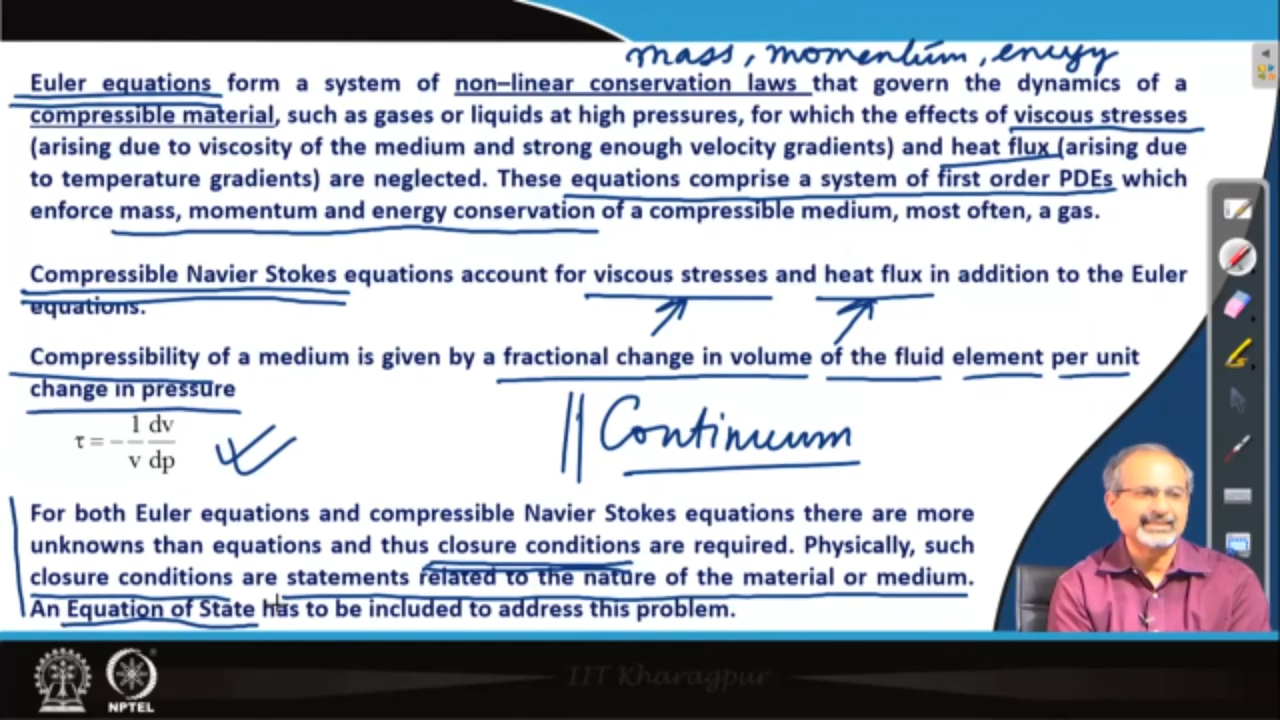 mass, momentum, energy
Euler equations form a system of non–linear conservation laws that govern the dynamics of a
compressible material, such as gases or liquids at high pressures, for which the effects of viscous stresses
(arising due to viscosity of the medium and strong enough velocity gradients) and heat flux (arising due
to temperature gradients) are neglected. These equations comprise a system of first order PDEs which
enforce mass, momentum and energy conservation of a compressible medium, most often, a gas.
Compressible Navier Stokes equations account for viscous stresses and heat flux in addition to the Euler
equations.
Compressibility of a medium is given by a fractional change in volume of the fluid element per unit
change in pressure
τ = − 1/v dv/dp
Continuum
For both Euler equations and compressible Navier Stokes equations there are more
unknowns than equations and thus closure conditions are required. Physically, such
closure conditions are statements related to the nature of the material or medium.
An Equation of State has to be included to address this problem.
IIT Kharagpur
NPTEL